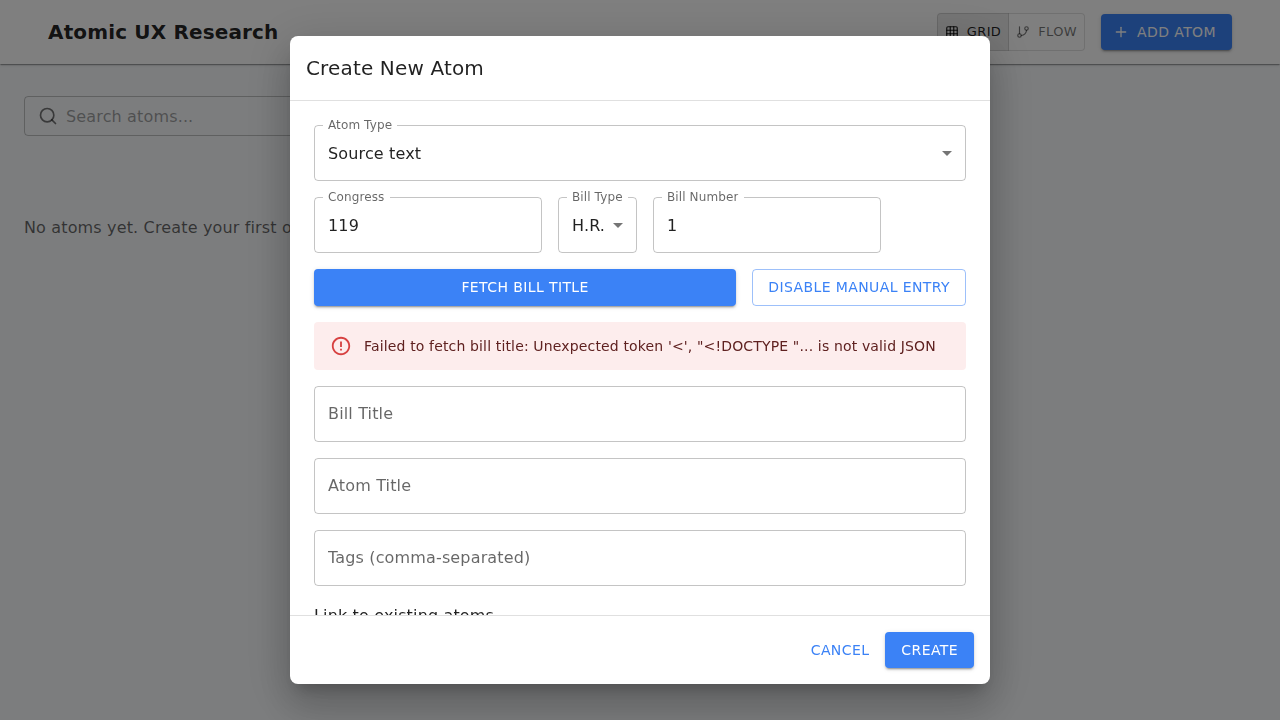 Atomic UX Research
GRID
FLOW
ADD ATOM
Create New Atom
Search atoms...
Atom Type
Source text
Congress
119
Bill Type
H.R.
Bill Number
1
No atoms yet. Create your first
FETCH BILL TITLE
DISABLE MANUAL ENTRY
Failed to fetch bill title: Unexpected token '<', "<!DOCTYPE "... is not valid JSON
Bill Title
Atom Title
Tags (comma-separated)
Link to existing atoms
CANCEL
CREATE